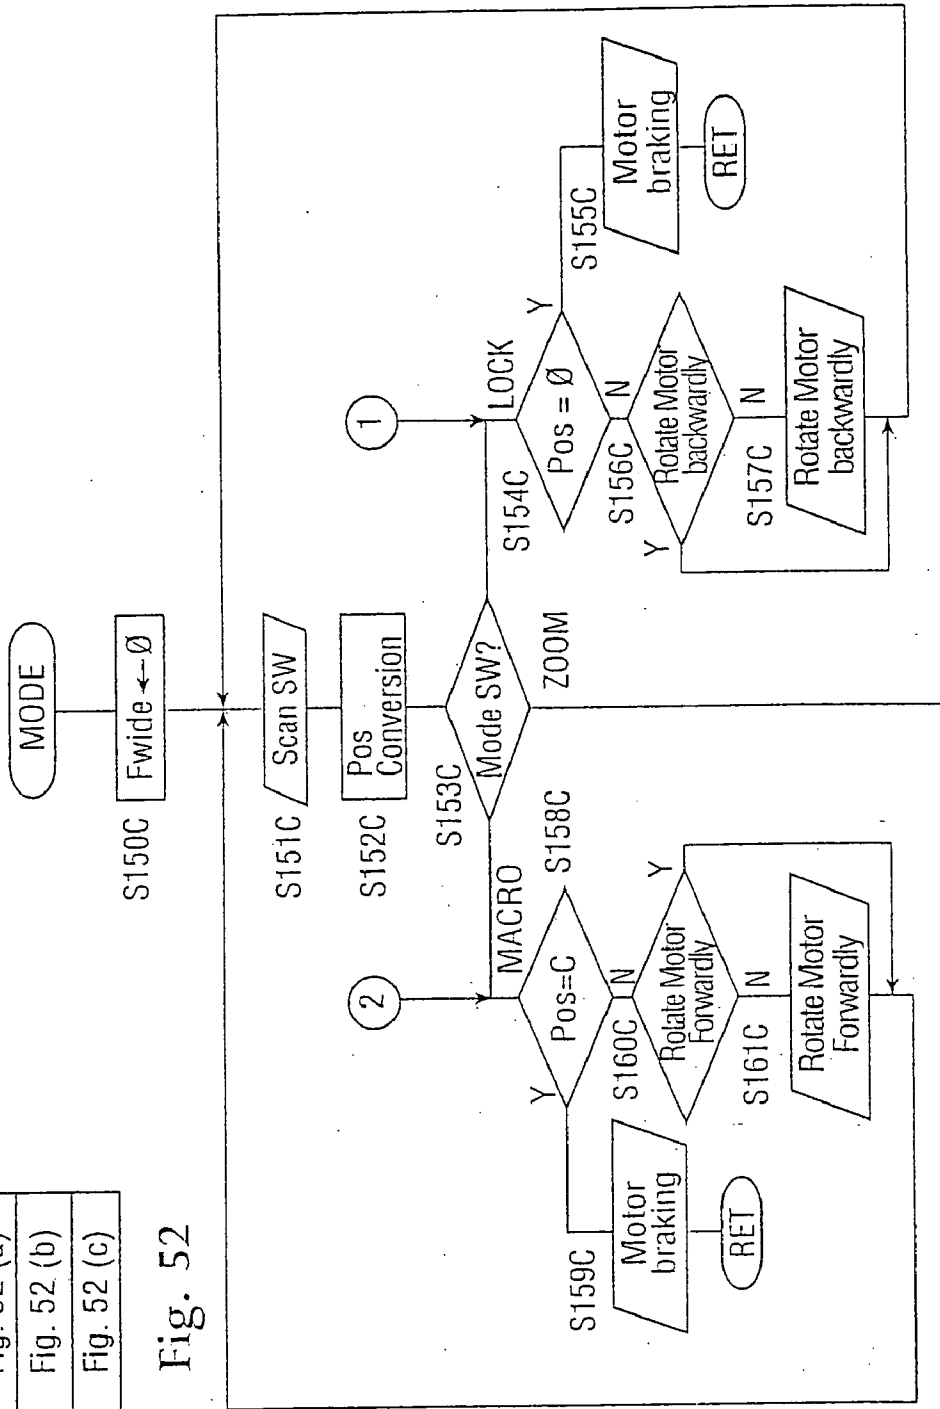 Fig. 52 (a)
Fig. 52 (b)
Fig. 52 (c)
Fig. 52
MODE
S150C
Fwide ← Ø
S151C
Scan SW
S152C
Pos
Conversion
S153C
Mode SW?
MACRO
LOCK
ZOOM
1
S154C
Pos = Ø
Y
N
S155C
Motor
braking
RET
S156C
Rotate Motor
backwardly
Y
N
S157C
Rotate Motor
backwardly
2
S158C
Pos=C
Y
N
S159C
Motor
braking
RET
S160C
Rotate Motor
Forwardly
Y
N
S161C
Rotate Motor
Forwardly